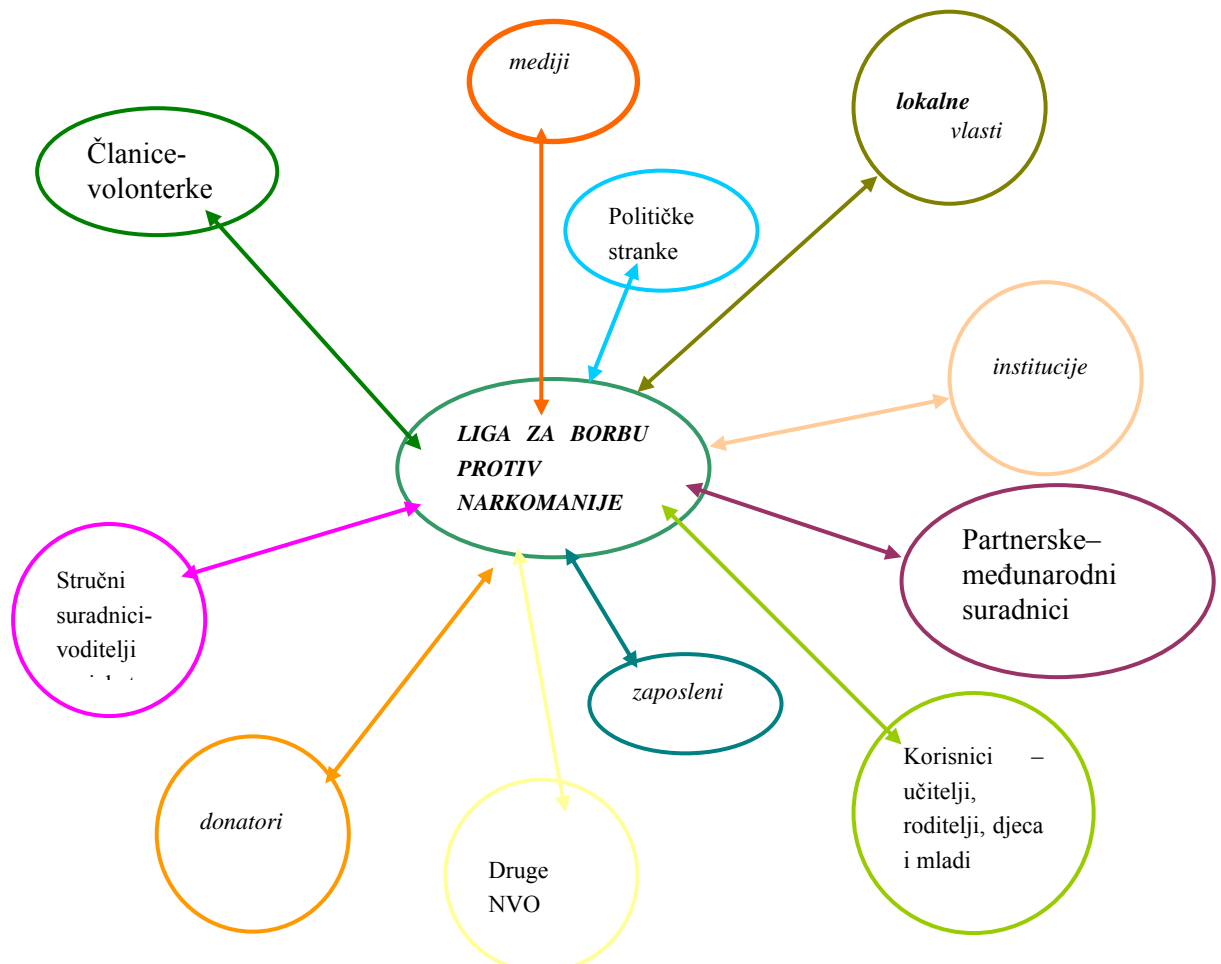 mediji
lokalne
vlasti
Članice-
volonterke
Političke
stranke
institucije
LIGA ZA BORBU
PROTIV
NARKOMANIJE
Partnerske–
međunarodni
suradnici
Stručni
suradnici-
voditelji
zaposleni
Korisnici –
učitelji,
roditelji, djeca
i mladi
donatori
Druge
NVO